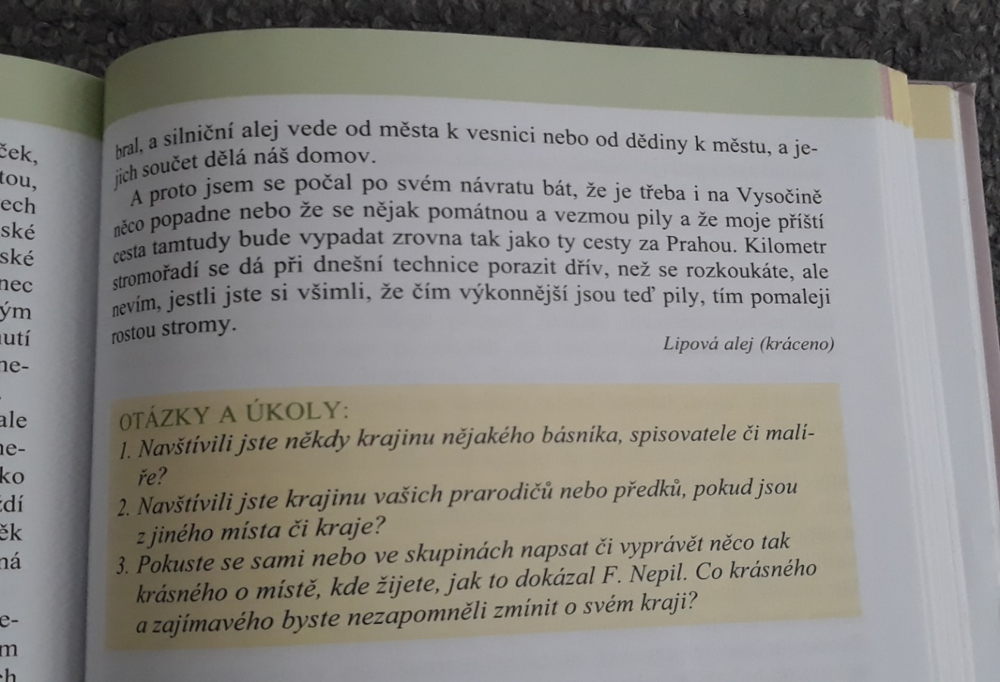 ček,
tou,
ech
ské
ské
nec
ým
nutí
ne-
ale
ne-
ko
ždí
ěk
ná
e-
m
ch
bral, a silniční alej vede od města k vesnici nebo od dědiny k městu, a je-
jich součet dělá náš domov.
A proto jsem se počal po svém návratu bát, že je třeba i na Vysočině
něco popadne nebo že se nějak pomátnou a vezmou pily a že moje příští
cesta tamtudy bude vypadat zrovna tak jako ty cesty za Prahou. Kilometr
stromořadí se dá při dnešní technice porazit dřív, než se rozkoukáte, ale
nevím, jestli jste si všimli, že čím výkonnější jsou teď pily, tím pomaleji
rostou stromy.
Lipová alej (kráceno)
OTÁZKY A ÚKOLY:
1. Navštívili jste někdy krajinu nějakého básníka, spisovatele či malí-
ře?
2. Navštívili jste krajinu vašich prarodičů nebo předků, pokud jsou
z jiného místa či kraje?
3. Pokuste se sami nebo ve skupinách napsat či vyprávět něco tak
krásného o místě, kde žijete, jak to dokázal F. Nepil. Co krásného
a zajímavého byste nezapomněli zmínit o svém kraji?